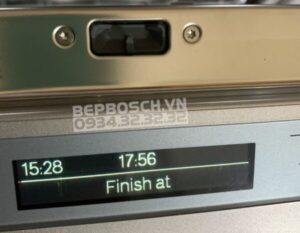 BEPBOSCH.VN
0934.32.32.32
15:28 17:56
Finish at